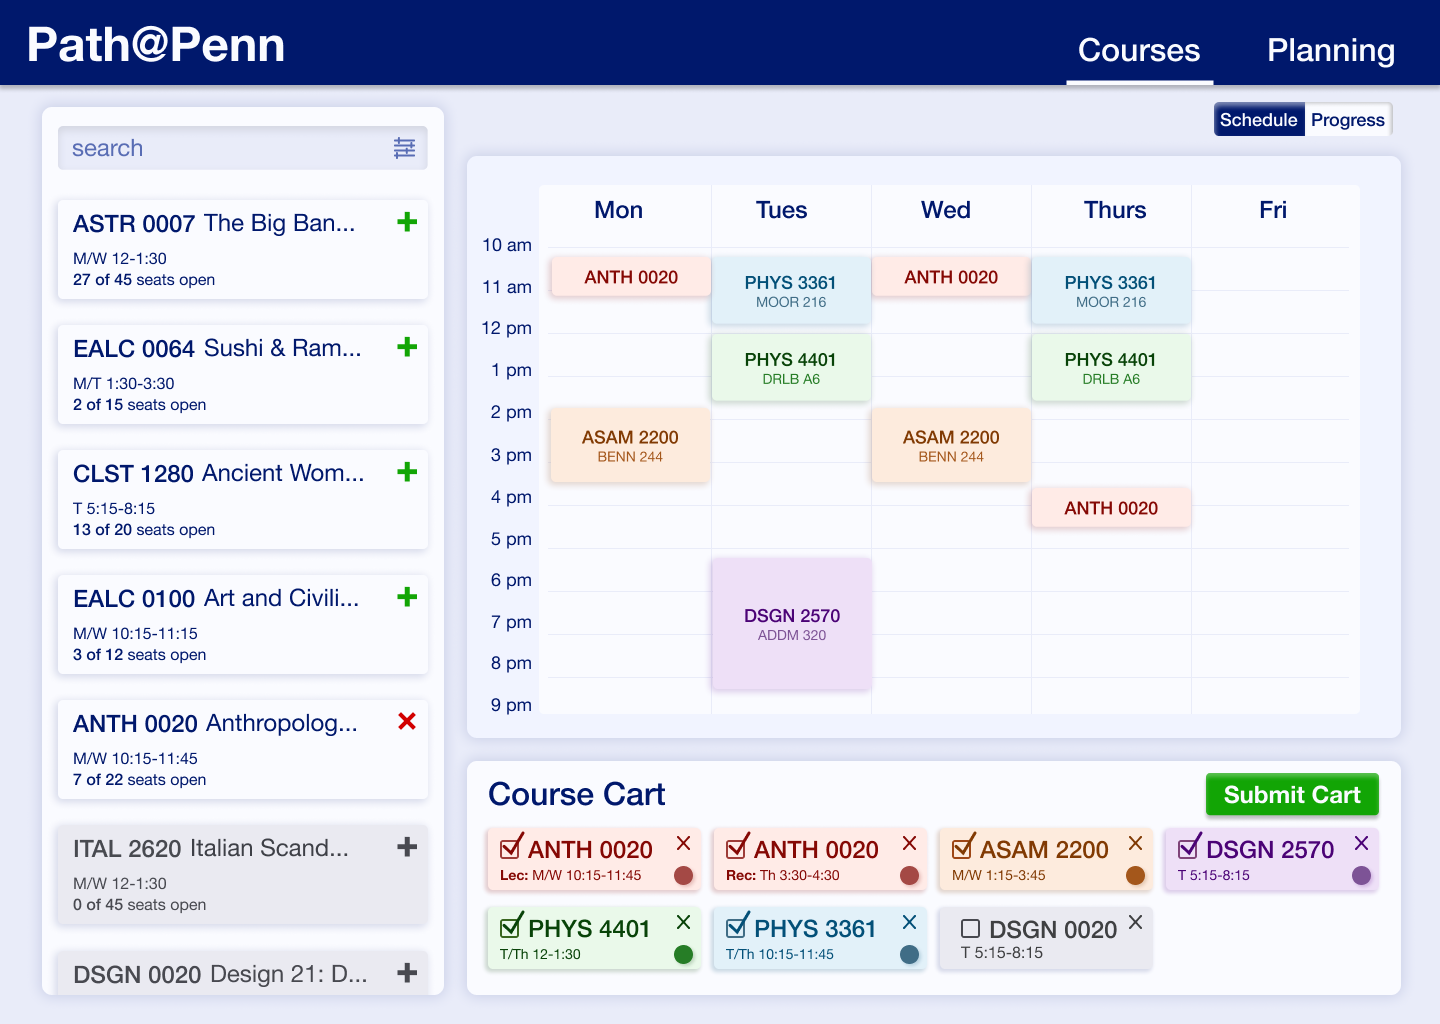 Path@Penn
Courses Planning
Schedule Progress
search
ASTR 0007 The Big Ban...
M/W 12-1:30
27 of 45 seats open
EALC 0064 Sushi & Ram...
M/T 1:30-3:30
2 of 15 seats open
CLST 1280 Ancient Wom...
T 5:15-8:15
13 of 20 seats open
EALC 0100 Art and Civili...
M/W 10:15-11:15
3 of 12 seats open
ANTH 0020 Anthropolog...
M/W 10:15-11:45
7 of 22 seats open
ITAL 2620 Italian Scand...
M/W 12-1:30
0 of 45 seats open
DSGN 0020 Design 21: D...
Mon Tues Wed Thurs Fri
10 am
ANTH 0020 PHYS 3361 ANTH 0020 PHYS 3361
MOOR 216 MOOR 216
11 am
12 pm
PHYS 4401 PHYS 4401
DRLB A6 DRLB A6
1 pm
2 pm
ASAM 2200 ASAM 2200
BENN 244 BENN 244
3 pm
4 pm
ANTH 0020
5 pm
6 pm
DSGN 2570
ADDM 320
7 pm
8 pm
9 pm
Course Cart
Submit Cart
ANTH 0020
Lec: M/W 10:15-11:45
ANTH 0020
Rec: Th 3:30-4:30
ASAM 2200
M/W 1:15-3:45
DSGN 2570
T 5:15-8:15
PHYS 4401
T/Th 12-1:30
PHYS 3361
T/Th 10:15-11:45
DSGN 0020
T 5:15-8:15